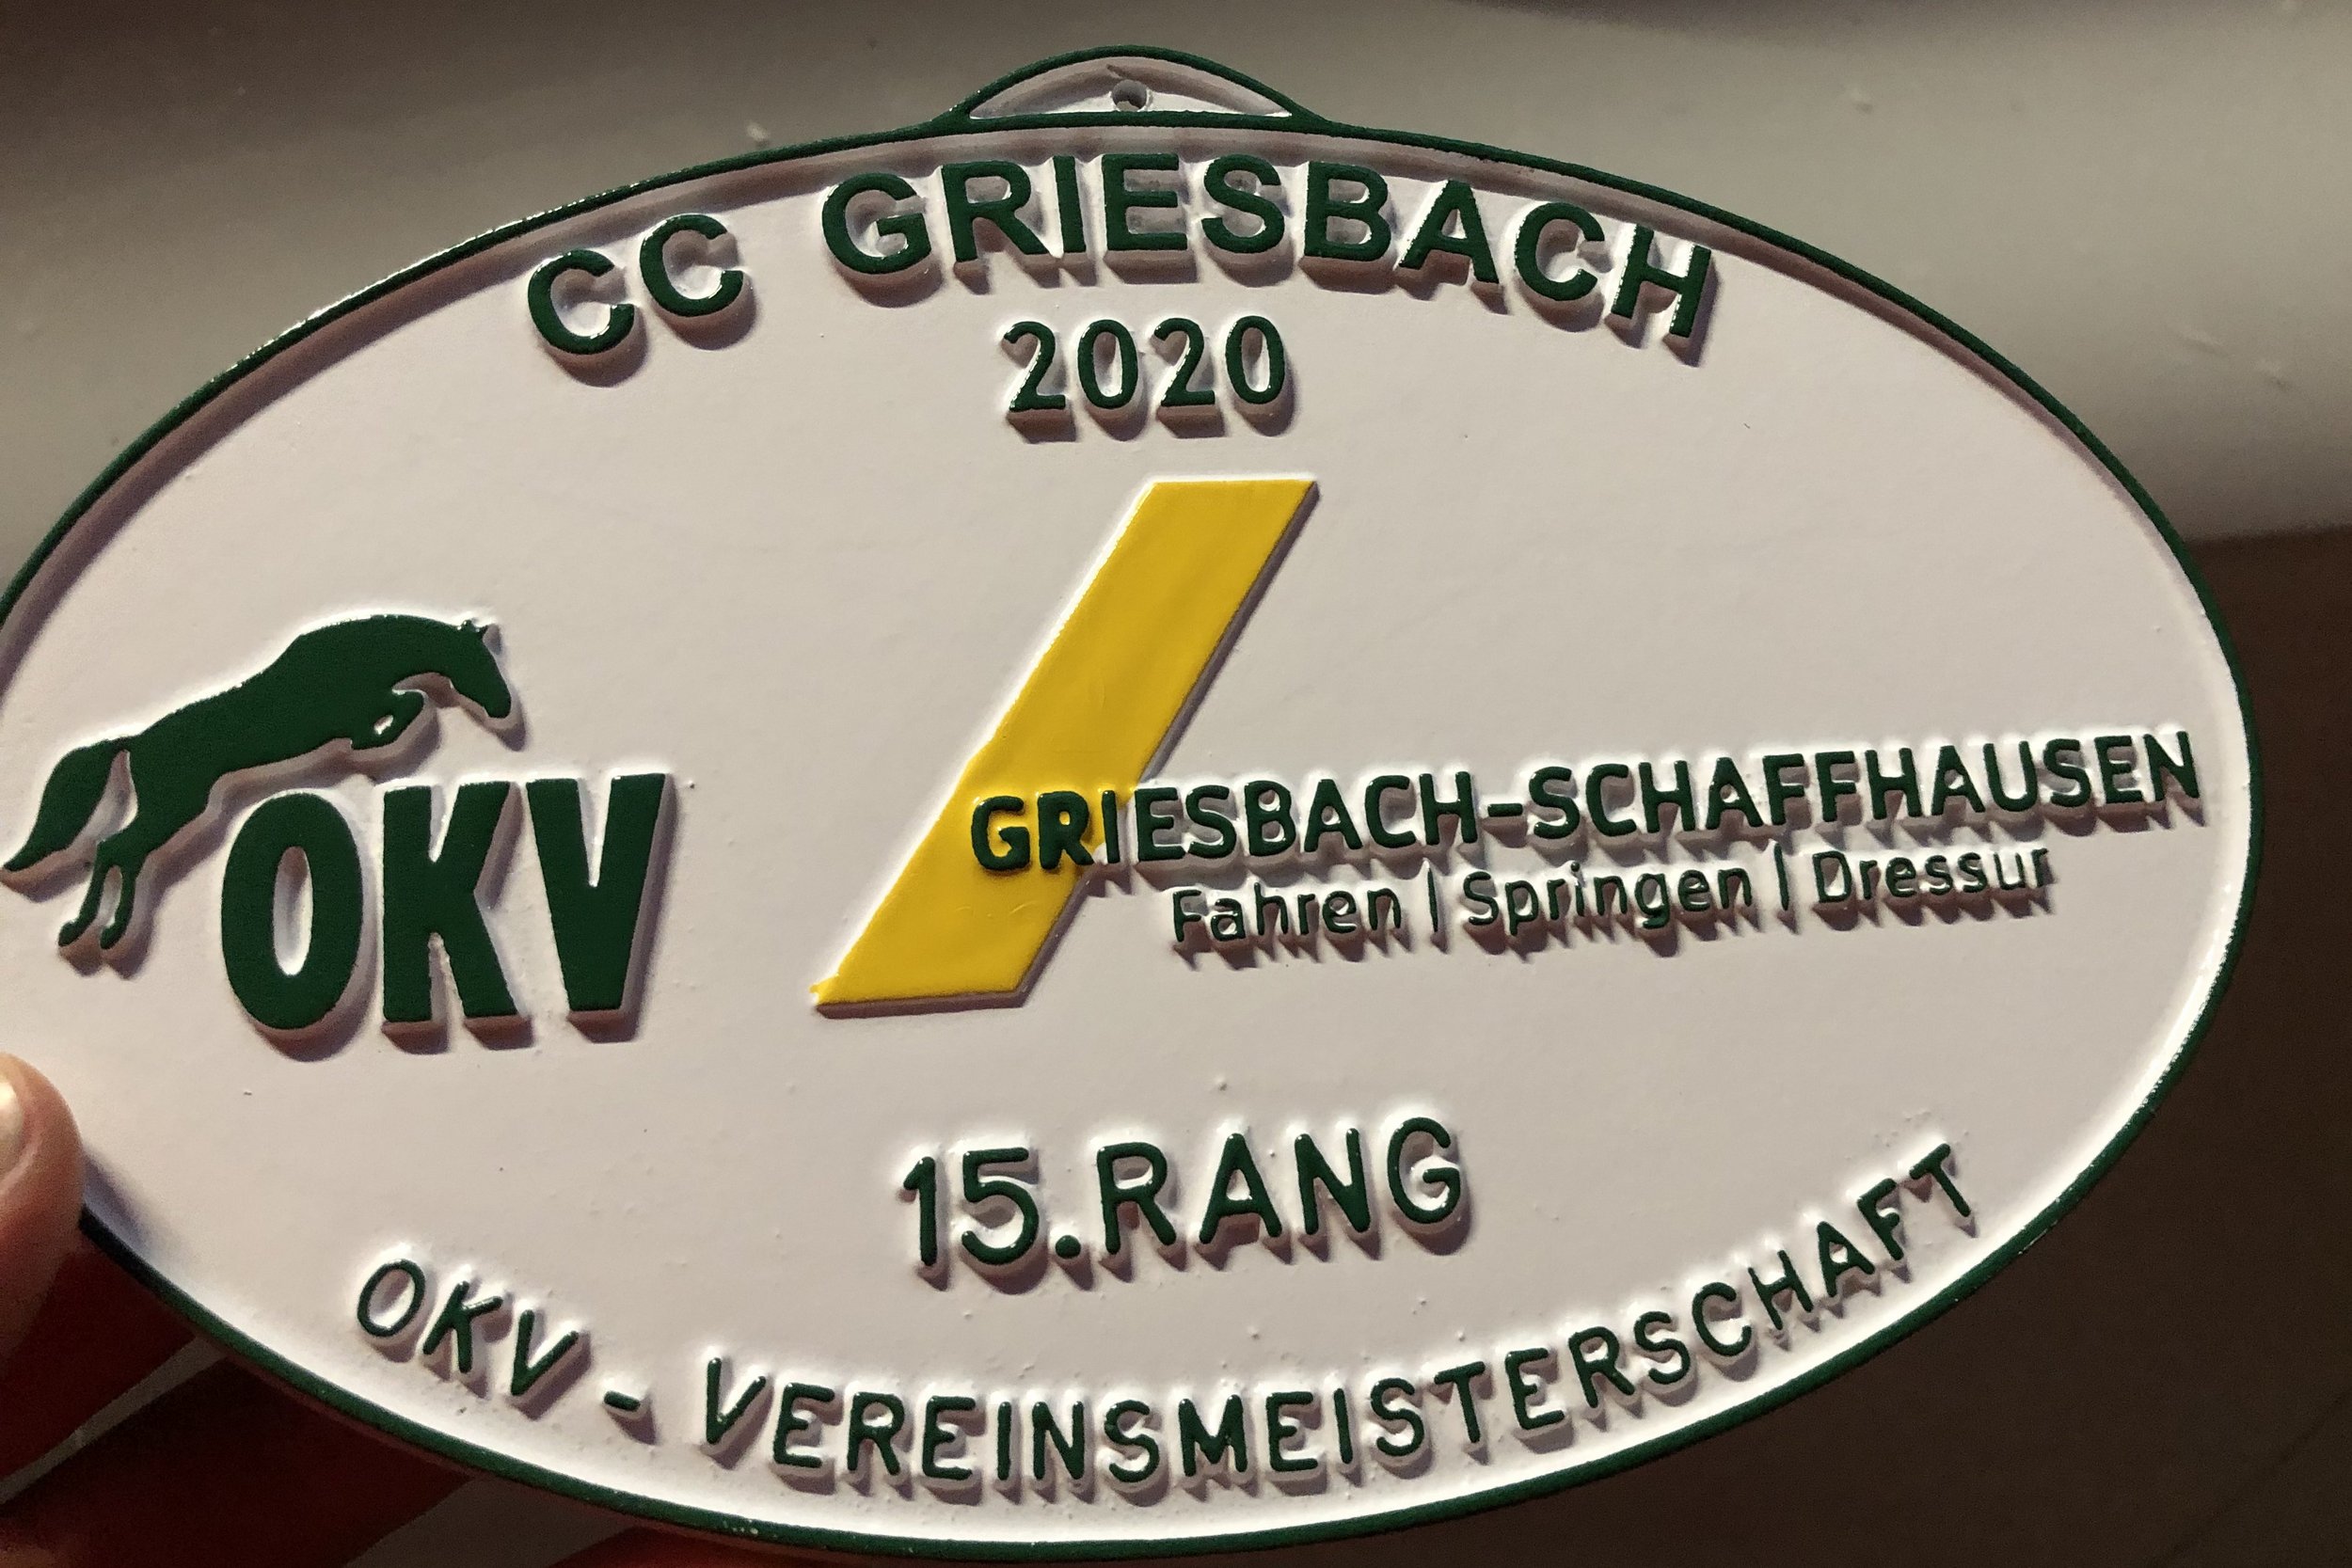 CC GRIESBACH
2020
OKV
GRIESBACH-SCHAFFHAUSEN
Fahren | Springen | Dressur
15.RANG
OKV - VEREINSMEISTERSCHAFT